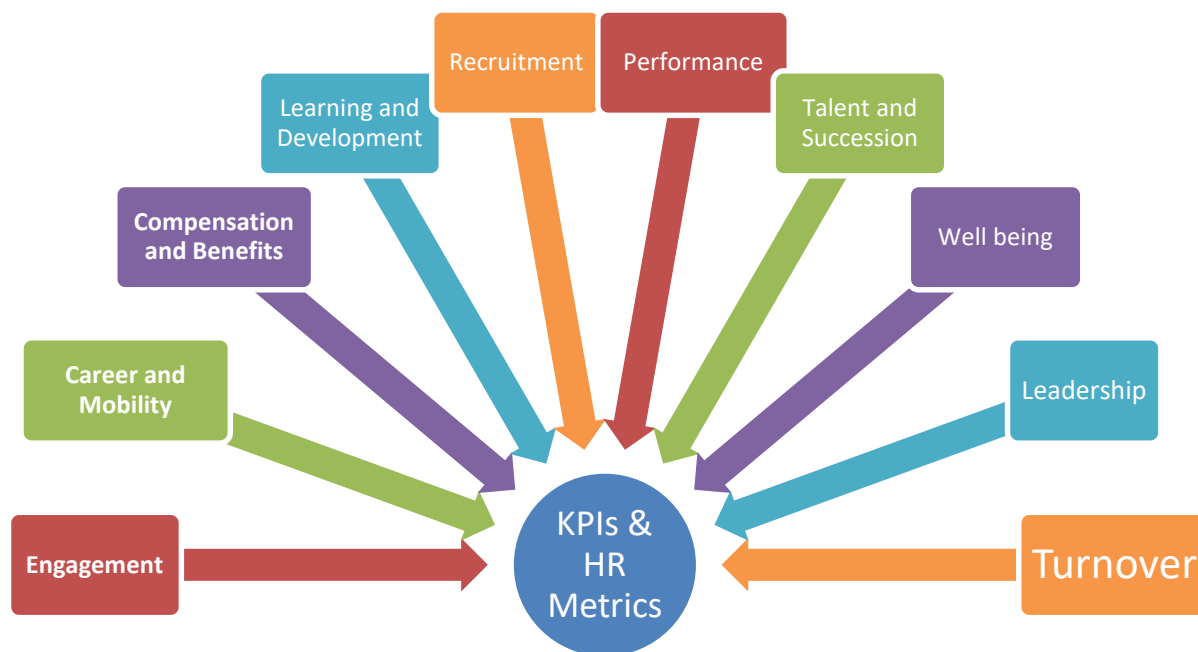 Recruitment
Performance
Learning and
Development
Talent and
Succession
Compensation
and Benefits
Well being
Career and
Mobility
Leadership
Engagement
KPIs &
HR
Metrics
Turnover